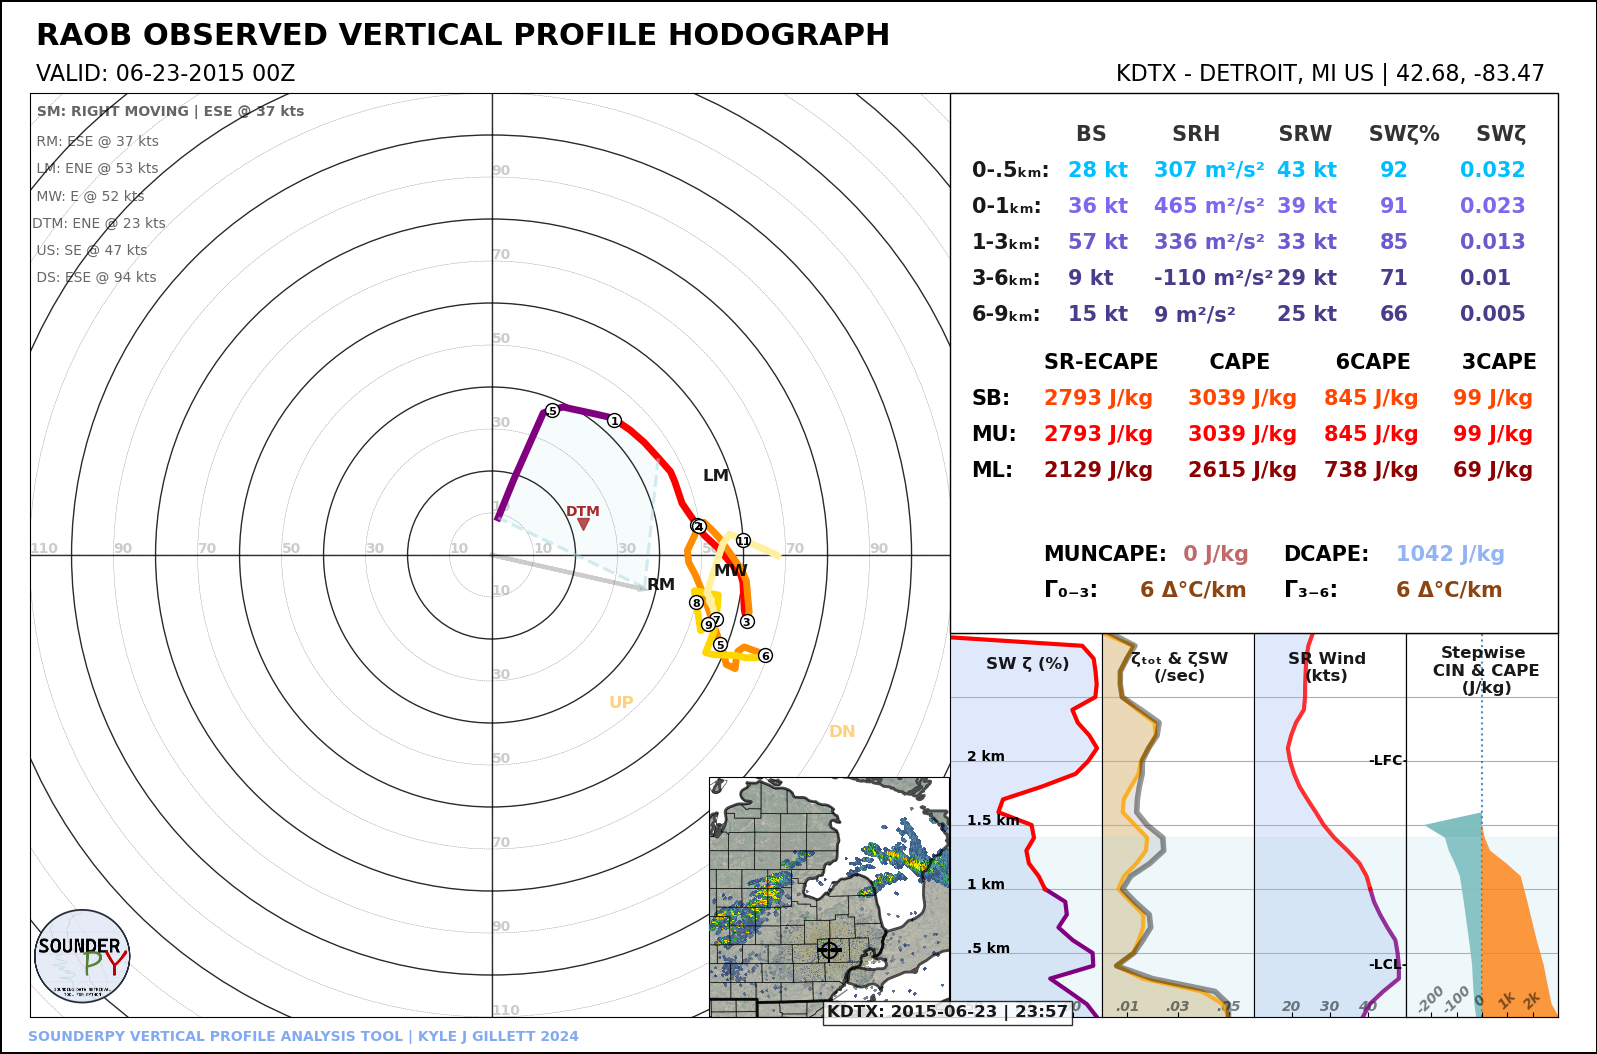 RAOB OBSERVED VERTICAL PROFILE HODOGRAPH
VALID: 06-23-2015 00Z
KDTX - DETROIT, MI US | 42.68, -83.47
SM: RIGHT MOVING | ESE @ 37 kts
RM: ESE @ 37 kts
LM: ENE @ 53 kts
MW: E @ 52 kts
DTM: ENE @ 23 kts
US: SE @ 47 kts
DS: ESE @ 94 kts
90
70
50
30
110 90 70 50 30 10 10 30 70 90
10
30
50
70
90
110
.5
1
LM
DTM
2 4
11
MW
RM
8
7
9
3
5
6
UP
DN
BS SRH SRW SWζ% SWζ
0-.5ₖₘ: 28 kt 307 m²/s² 43 kt 92 0.032
0-1ₖₘ: 36 kt 465 m²/s² 39 kt 91 0.023
1-3ₖₘ: 57 kt 336 m²/s² 33 kt 85 0.013
3-6ₖₘ: 9 kt -110 m²/s² 29 kt 71 0.01
6-9ₖₘ: 15 kt 9 m²/s² 25 kt 66 0.005
SR-ECAPE CAPE 6CAPE 3CAPE
SB: 2793 J/kg 3039 J/kg 845 J/kg 99 J/kg
MU: 2793 J/kg 3039 J/kg 845 J/kg 99 J/kg
ML: 2129 J/kg 2615 J/kg 738 J/kg 69 J/kg
MUNCAPE: 0 J/kg DCAPE: 1042 J/kg
Γ₀₋₃: 6 Δ°C/km Γ₃₋₆: 6 Δ°C/km
SW ζ (%)
ζₜₒₜ & ζSW
(/sec)
SR Wind
(kts)
Stepwise
CIN & CAPE
(J/kg)
2 km
1.5 km
1 km
.5 km
-LFC-
-LCL-
.01 .03 .05
20 30 40
-200 -100 0 1k 2k
SOUNDERPY
SOUNDING DATA RETRIEVAL
TOOL FOR PYTHON
KDTX: 2015-06-23 | 23:57
SOUNDERPY VERTICAL PROFILE ANALYSIS TOOL | KYLE J GILLETT 2024